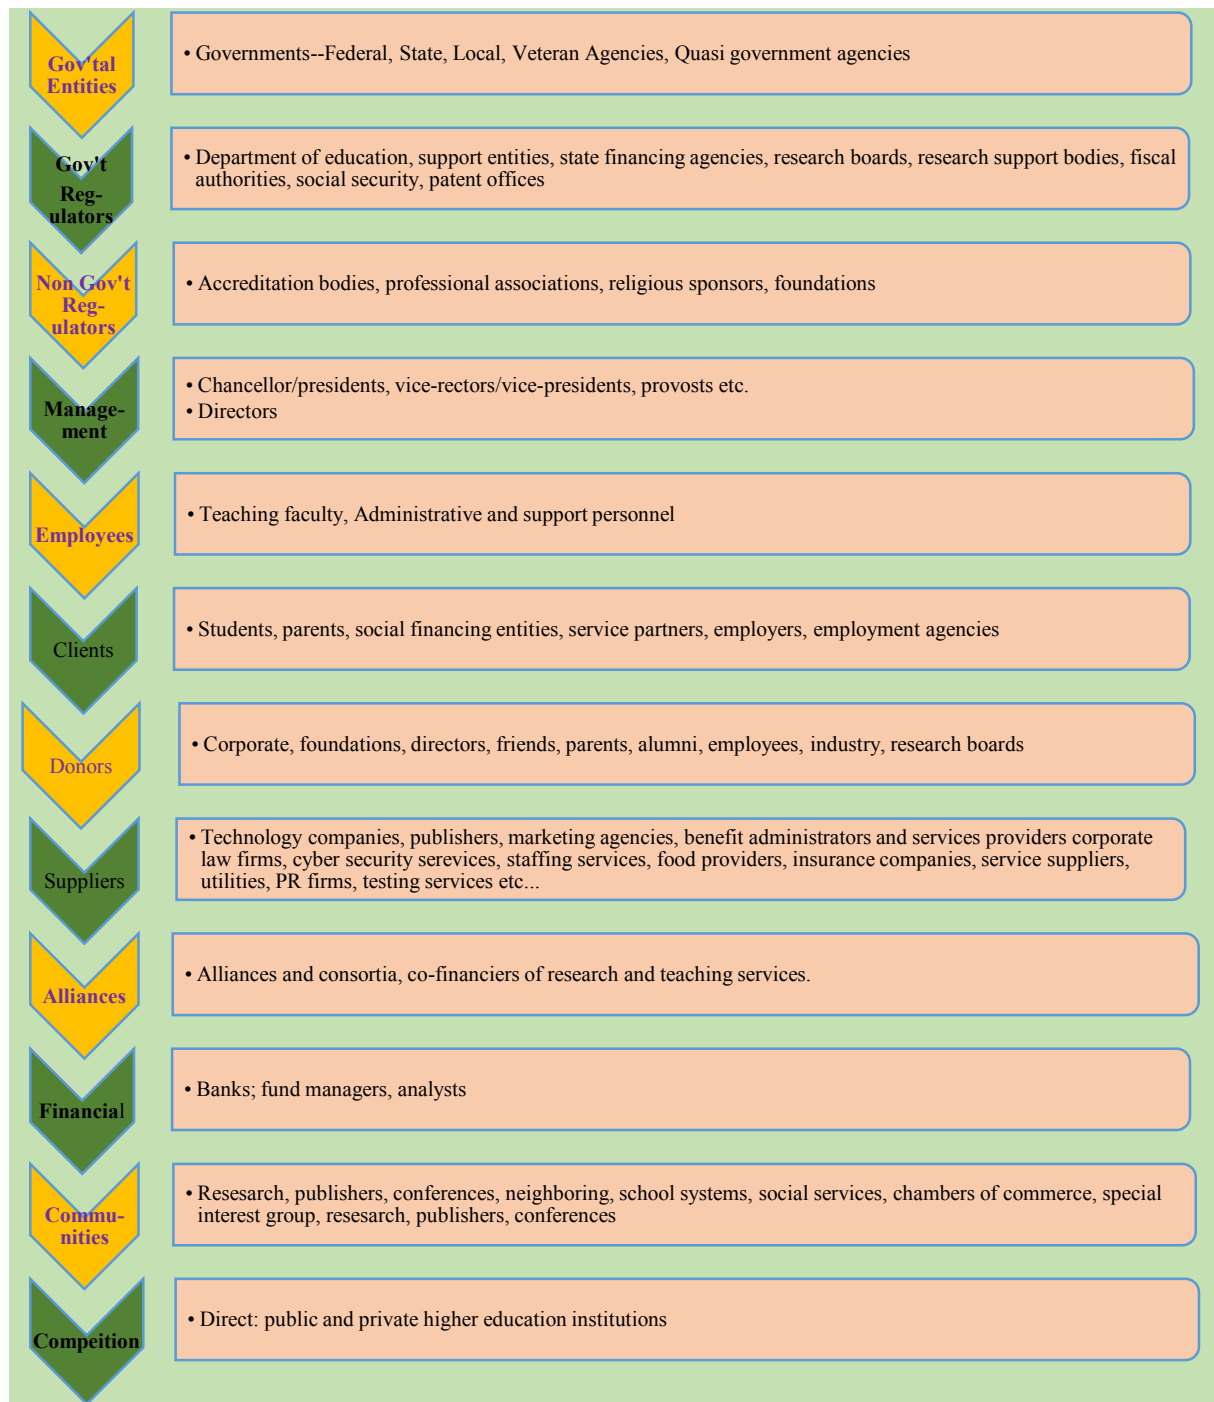 Gov'tal
Entities
• Governments--Federal, State, Local, Veteran Agencies, Quasi government agencies
Gov't
Reg-
ulators
• Department of education, support entities, state financing agencies, research boards, research support bodies, fiscal
authorities, social security, patent offices
Non Gov't
Reg-
ulators
• Accreditation bodies, professional associations, religious sponsors, foundations
Manage-
ment
• Chancellor/presidents, vice-rectors/vice-presidents, provosts etc.
• Directors
Employees
• Teaching faculty, Administrative and support personnel
Clients
• Students, parents, social financing entities, service partners, employers, employment agencies
Donors
• Corporate, foundations, directors, friends, parents, alumni, employees, industry, research boards
Suppliers
• Technology companies, publishers, marketing agencies, benefit administrators and services providers corporate
law firms, cyber security serevices, staffing services, food providers, insurance companies, service suppliers,
utilities, PR firms, testing services etc...
Alliances
• Alliances and consortia, co-financiers of research and teaching services.
Financial
• Banks; fund managers, analysts
Commu-
nities
• Resesarch, publishers, conferences, neighboring, school systems, social services, chambers of commerce, special
interest group, resesarch, publishers, conferences
Compeition
• Direct: public and private higher education institutions